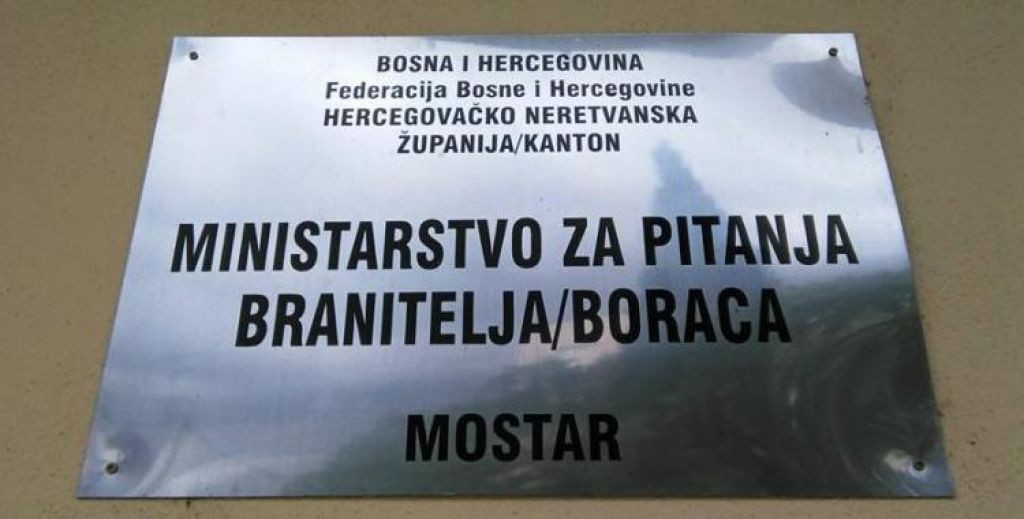 BOSNA I HERCEGOVINA
Federacija Bosne i Hercegovine
HERCEGOVAČKO NERETVANSKA
ŽUPANIJA/KANTON
MINISTARSTVO ZA PITANJA
BRANITELJA/BORACA
MOSTAR